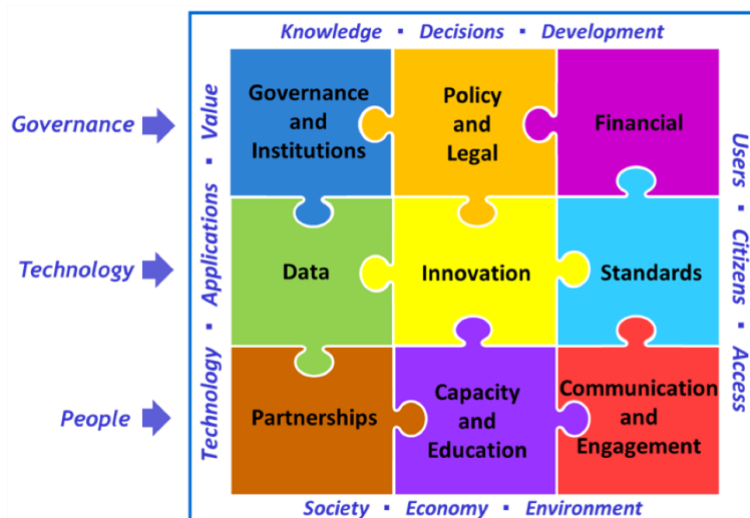 Knowledge ▪ Decisions ▪ Development
Governance
Technology
People
Technology ▪ Applications ▪ Value
Governance
and
Institutions
Policy
and
Legal
Financial
Data
Innovation
Standards
Partnerships
Capacity
and
Education
Communication
and
Engagement
Users ▪ Citizens ▪ Access
Society ▪ Economy ▪ Environment